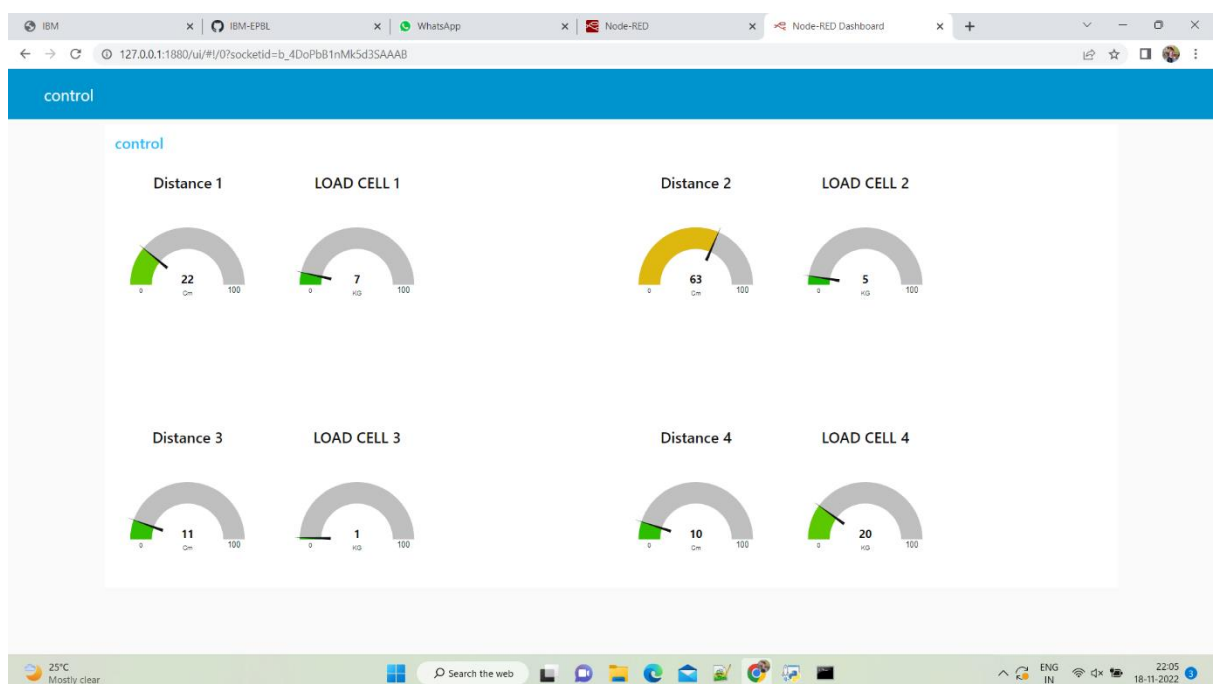 IBM
IBM-EPBL
WhatsApp
Node-RED
Node-RED Dashboard
127.0.0.1:1880/ui/#!/0?socketid=b_4DoPbB1nMk5d3SAAAB
control
control
Distance 1 LOAD CELL 1 Distance 2 LOAD CELL 2
22 7 63 5
0 Cm 100 0 KG 100 0 Cm 100 0 KG 100
Distance 3 LOAD CELL 3 Distance 4 LOAD CELL 4
11 1 10 20
0 Cm 100 0 KG 100 0 Cm 100 0 KG 100
25°C
Mostly clear
Search the web
ENG
IN
22:05
18-11-2022
3